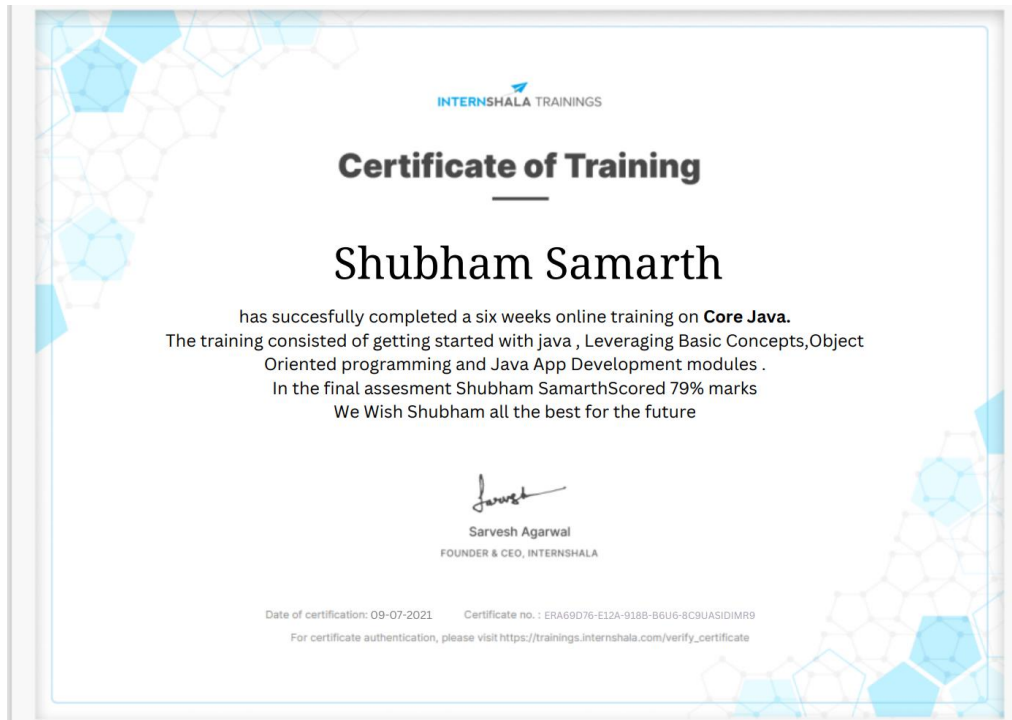 INTERNSHALA TRAININGS
Certificate of Training
Shubham Samarth
has succesfully completed a six weeks online training on Core Java.
The training consisted of getting started with java , Leveraging Basic Concepts,Object
Oriented programming and Java App Development modules .
In the final assesment Shubham SamarthScored 79% marks
We Wish Shubham all the best for the future
Sarvesh
Sarvesh Agarwal
FOUNDER & CEO, INTERNSHALA
Date of certification: 09-07-2021 Certificate no. : ERA69D76-E12A-918B-B6U6-8C9UASIDIMR9
For certificate authentication, please visit https://trainings.internshala.com/verify_certificate